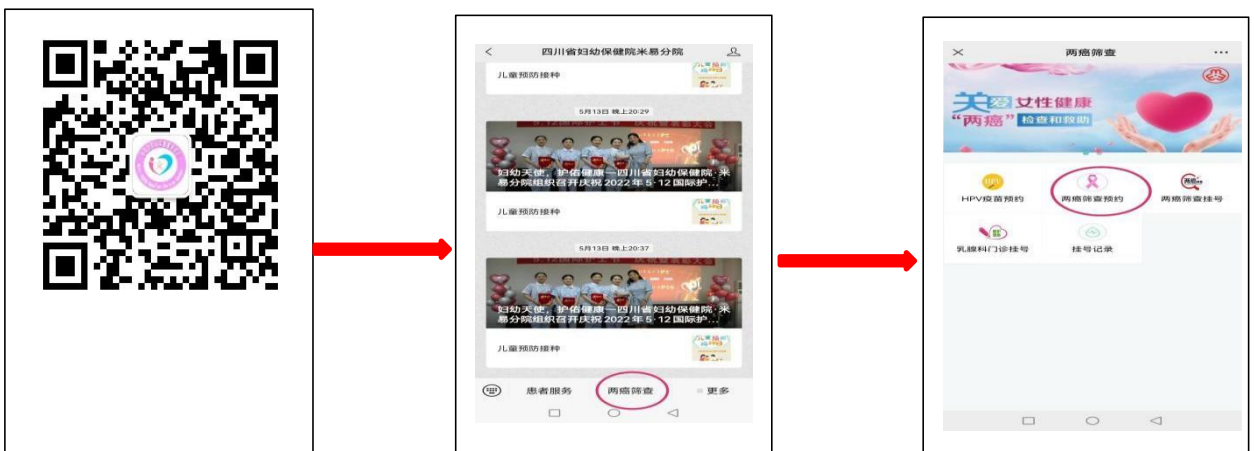 四川省妇幼保健院米易分院
儿童预防接种
5月13日 晚上20:29
妇幼天使，护佑健康—四川省妇幼保健院·米
易分院组织召开庆祝2022年5·12国际护...
儿童预防接种
5月13日 晚上20:37
妇幼天使，护佑健康—四川省妇幼保健院·米
易分院组织召开庆祝2022年5·12国际护...
儿童预防接种
患者服务
两癌筛查
更多
两癌筛查
关爱女性健康
“两癌”检查和救助
HPV疫苗预约
两癌筛查预约
两癌筛查挂号
乳腺科门诊挂号
挂号记录